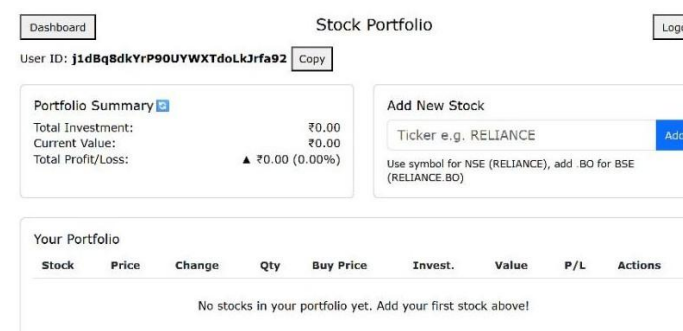 Dashboard
Stock Portfolio
Logo
User ID: j1dBq8dkYrP90UYWXTdoLkJrfa92 Copy
Portfolio Summary
Total Investment: ₹0.00
Current Value: ₹0.00
Total Profit/Loss: ▲ ₹0.00 (0.00%)
Add New Stock
Ticker e.g. RELIANCE Add
Use symbol for NSE (RELIANCE), add .BO for BSE
(RELIANCE.BO)
Your Portfolio
Stock Price Change Qty Buy Price Invest. Value P/L Actions
No stocks in your portfolio yet. Add your first stock above!